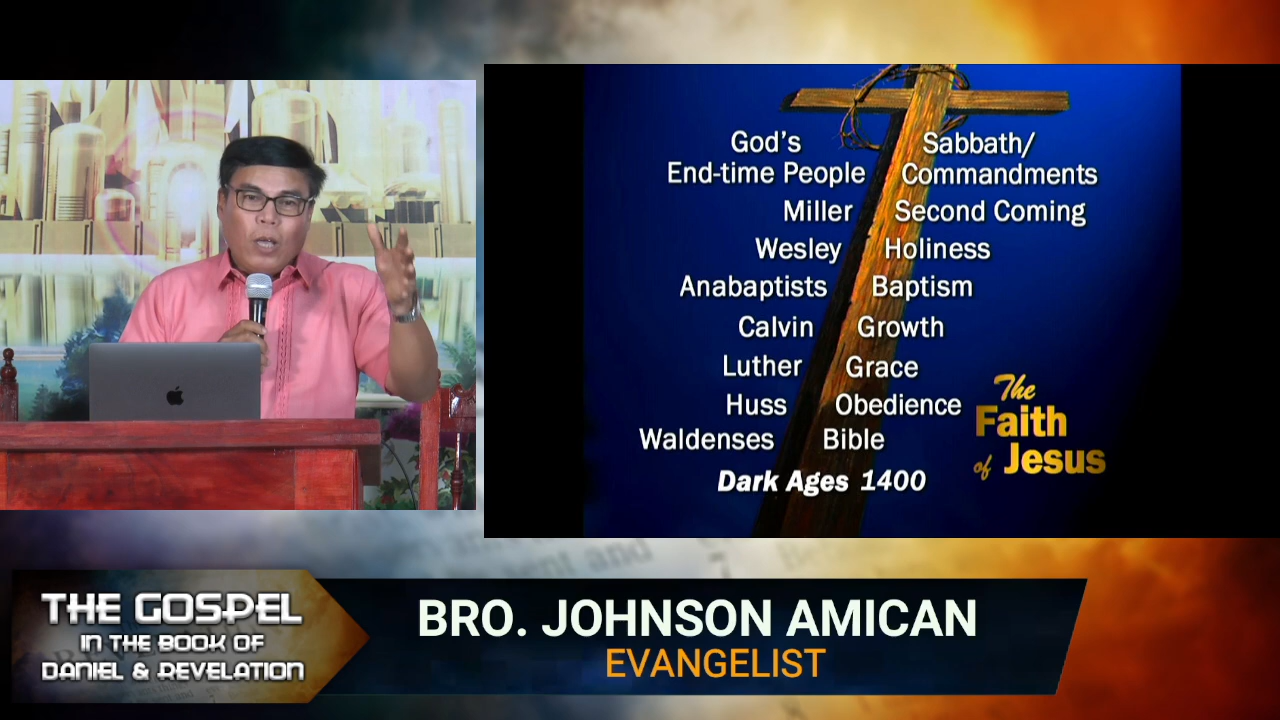 God's Sabbath/
End-time People Commandments
Miller Second Coming
Wesley Holiness
Anabaptists Baptism
Calvin Growth
Luther Grace
Huss Obedience
Waldenses Bible
Dark Ages 1400
The
Faith
of Jesus
THE GOSPEL
IN THE BOOK OF
DANIEL & REVELATION
BRO. JOHNSON AMICAN
EVANGELIST